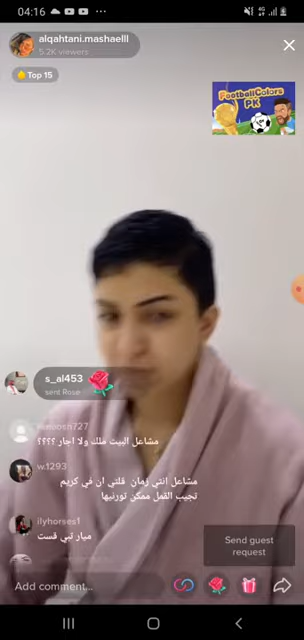 04:16
alqahtani.mashaelll
5.2K viewers
Top 15
FootballColors
PK
s_al453
sent Rose
مشاعل البيت ملك ولا اجار ؟؟؟؟
w.1293
مشاعل انتي زمان قلتي ان في كريم
تجيب القمل ممكن تورنيها
ilyhorses1
ميار تبي فست
Send guest
request
Add comment...